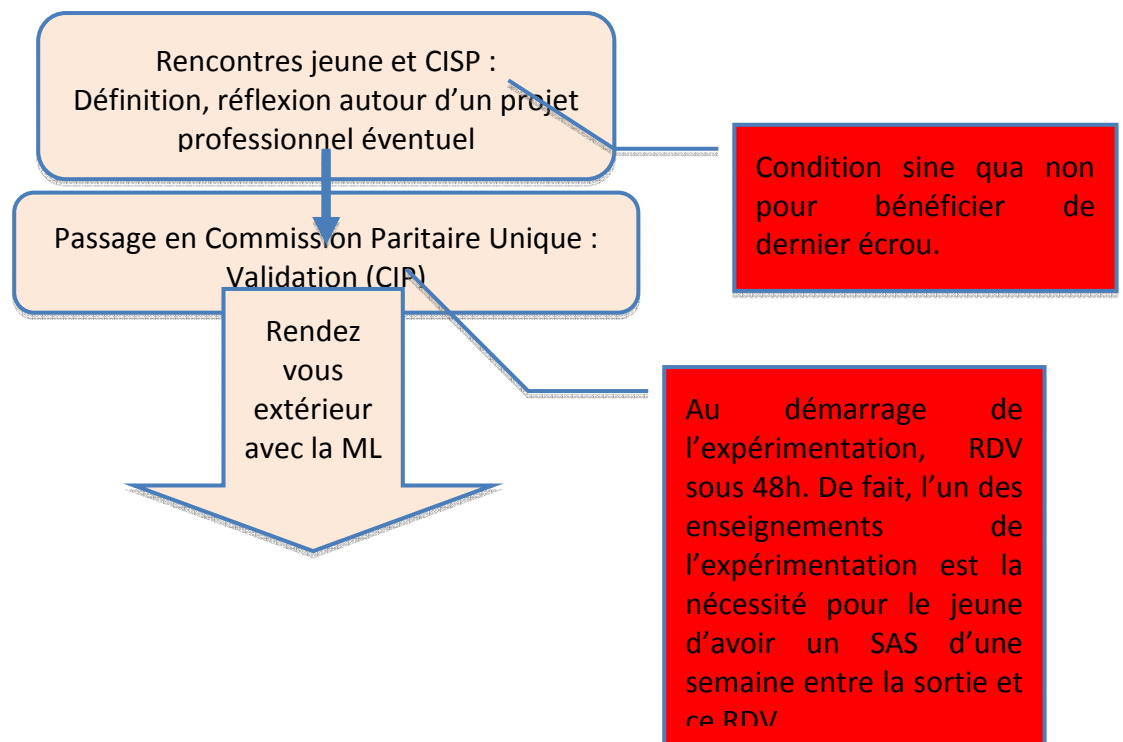 Rencontres jeune et CISP :
Définition, réflexion autour d’un projet
professionnel éventuel
Condition sine qua non
pour bénéficier de
dernier écrou.
Passage en Commission Paritaire Unique :
Validation (CIP)
Rendez
vous
extérieur
avec la ML
Au démarrage de
l’expérimentation, RDV
sous 48h. De fait, l’un des
enseignements de
l’expérimentation est la
nécessité pour le jeune
d’avoir un SAS d’une
semaine entre la sortie et
ce RDV